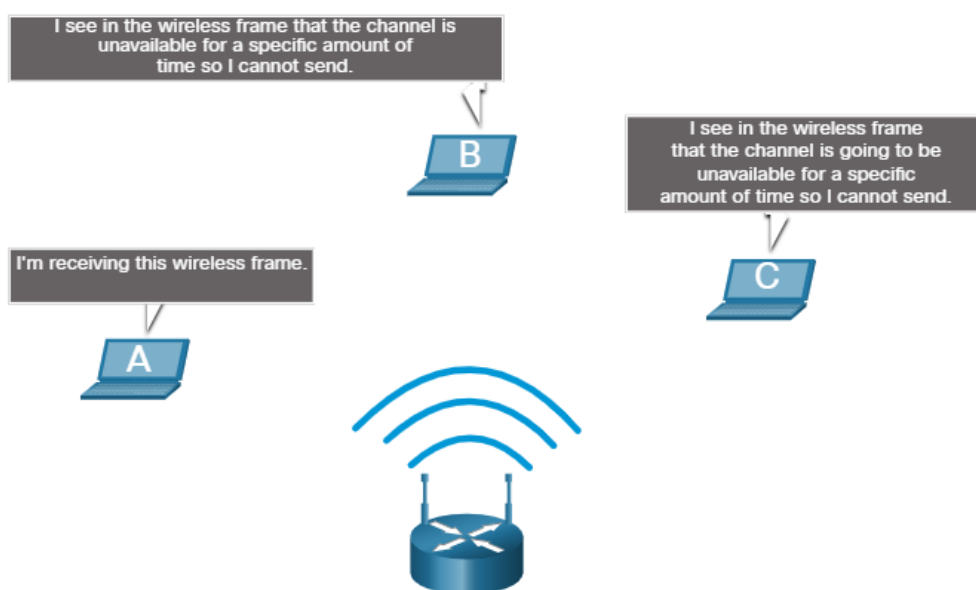 I see in the wireless frame that the channel is
unavailable for a specific amount of
time so I cannot send.
B
I see in the wireless frame
that the channel is going to be
unavailable for a specific
amount of time so I cannot send.
I'm receiving this wireless frame.
C
A